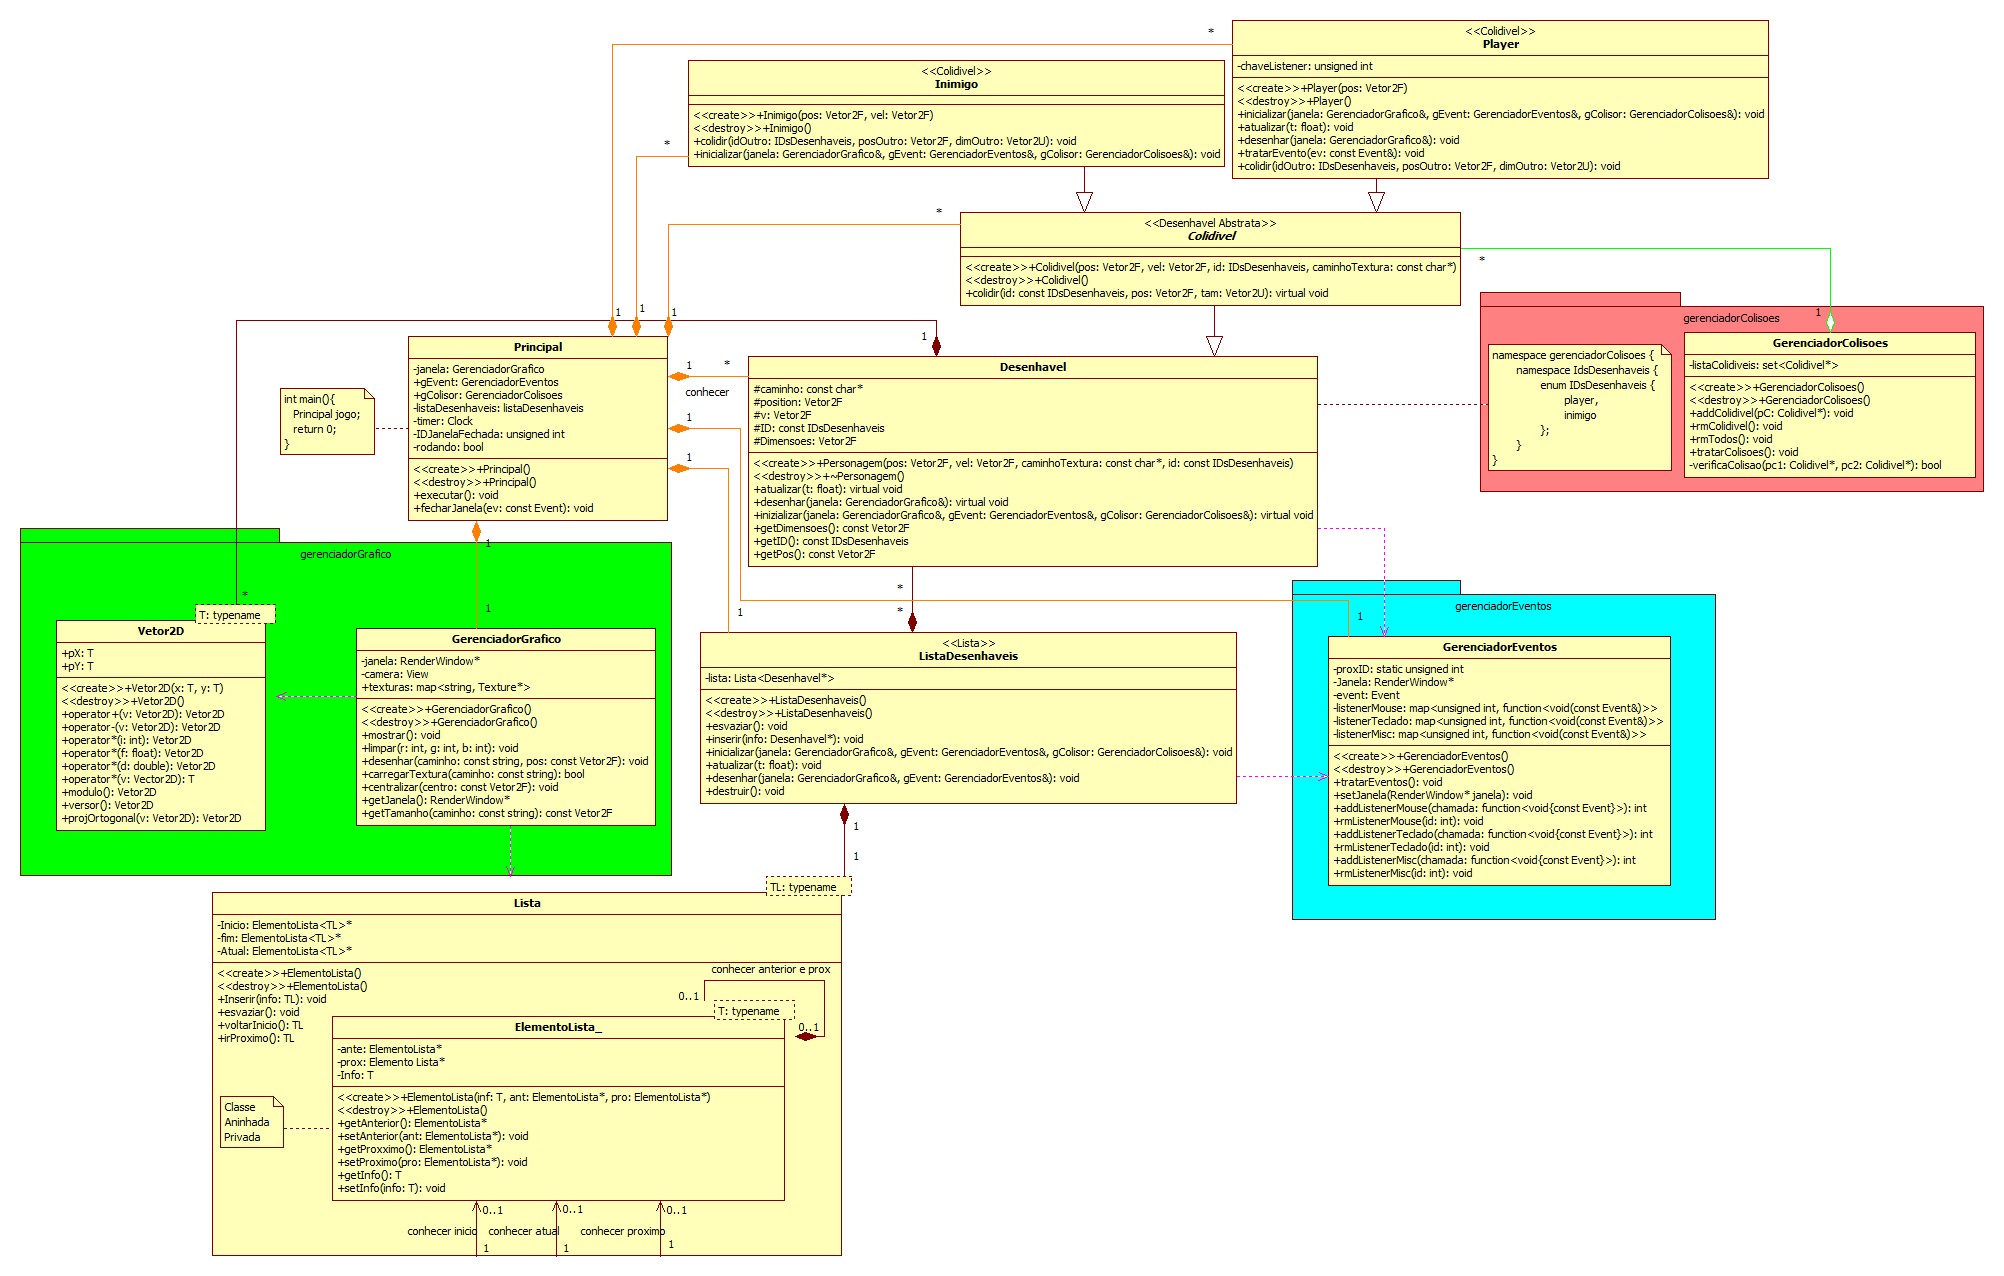 *
<<Colidivel>>
Player
-chaveListener: unsigned int
<<create>>+Player(pos: Vetor2F)
<<destroy>>+Player()
+inicializar(janela: GerenciadorGrafico&, gEvent: GerenciadorEventos&, gColisor: GerenciadorColisoes&): void
+atualizar(t: float): void
+desenhar(janela: GerenciadorGrafico&): void
+tratarEvento(ev: const Event&): void
+colidir(idOutro: IDsDesenhaveis, posOutro: Vetor2F, dimOutro: Vetor2U): void
*
<<Colidivel>>
Inimigo
<<create>>+Inimigo(pos: Vetor2F, vel: Vetor2F)
<<destroy>>+Inimigo()
+colidir(idOutro: IDsDesenhaveis, posOutro: Vetor2F, dimOutro: Vetor2U): void
+inicializar(janela: GerenciadorGrafico&, gEvent: GerenciadorEventos&, gColisor: GerenciadorColisoes&): void
*
<<Desenhavel Abstrata>>
Colidivel
<<create>>+Colidivel(pos: Vetor2F, vel: Vetor2F, id: IDsDesenhaveis, caminhoTextura: const char*)
<<destroy>>+Colidivel()
+colidir(id: const IDsDesenhaveis, pos: Vetor2F, tam: Vetor2U): virtual void
*
1
1
1
1
1
gerenciadorColisoes
namespace gerenciadorColisoes {
namespace IdsDesenhaveis {
enum IDsDesenhaveis {
player,
inimigo
};
}
}
GerenciadorColisoes
-listaColidiveis: set<Colidivel*>
<<create>>+GerenciadorColisoes()
<<destroy>>+GerenciadorColisoes()
+addColidivel(pC: Colidivel*): void
+rmColidivel(): void
+rmTodos(): void
+tratarColisoes(): void
-verificaColisao(pc1: Colidivel*, pc2: Colidivel*): bool
int main(){
Principal jogo;
return 0;
}
Principal
-janela: GerenciadorGrafico
+gEvent: GerenciadorEventos
+gColisor: GerenciadorColisoes
-listaDesenhaveis: listaDesenhaveis
-timer: Clock
-IDJanelaFechada: unsigned int
-rodando: bool
<<create>>+Principal()
<<destroy>>+Principal()
+executar(): void
+fecharJanela(ev: const Event): void
1
*
conhecer
1
1
Desenhavel
#caminho: const char*
#position: Vetor2F
#v: Vetor2F
#ID: const IDsDesenhaveis
#Dimensoes: Vetor2F
<<create>>+Personagem(pos: Vetor2F, vel: Vetor2F, caminhoTextura: const char*, id: const IDsDesenhaveis)
<<destroy>>+~Personagem()
+atualizar(t: float): virtual void
+desenhar(janela: GerenciadorGrafico&): virtual void
+inizializar(janela: GerenciadorGrafico&, gEvent: GerenciadorEventos&, gColisor: GerenciadorColisoes&): virtual void
+getDimensoes(): const Vetor2F
+getID(): const IDsDesenhaveis
+getPos(): const Vetor2F
gerenciadorGrafico
1
*
1
T: typename
Vetor2D
+pX: T
+pY: T
<<create>>+Vetor2D(x: T, y: T)
<<destroy>>+Vetor2D()
+operator+(v: Vetor2D): Vetor2D
+operator-(v: Vetor2D): Vetor2D
+operator*(i: int): Vetor2D
+operator*(f: float): Vetor2D
+operator*(d: double): Vetor2D
+operator*(v: Vector2D): T
+modulo(): Vetor2D
+versor(): Vetor2D
+projOrtogonal(v: Vetor2D): Vetor2D
GerenciadorGrafico
-janela: RenderWindow*
-camera: View
+texturas: map<string, Texture*>
<<create>>+GerenciadorGrafico()
<<destroy>>+GerenciadorGrafico()
+mostrar(): void
+limpar(r: int, g: int, b: int): void
+desenhar(caminho: const string, pos: const Vetor2F): void
+carregarTextura(caminho: const string): bool
+centralizar(centro: const Vetor2F): void
+getJanela(): RenderWindow*
+getTamanho(caminho: const string): const Vetor2F
*
*
1
<<Lista>>
ListaDesenhaveis
-lista: Lista<Desenhavel*>
<<create>>+ListaDesenhaveis()
<<destroy>>+ListaDesenhaveis()
+esvaziar(): void
+inserir(info: Desenhavel*): void
+inicializar(janela: GerenciadorGrafico&, gEvent: GerenciadorEventos&, gColisor: GerenciadorColisoes&): void
+atualizar(t: float): void
+desenhar(janela: GerenciadorGrafico&, gEvent: GerenciadorEventos&): void
+destruir(): void
gerenciadorEventos
1
GerenciadorEventos
-proxID: static unsigned int
-Janela: RenderWindow*
-event: Event
-listenerMouse: map<unsigned int, function<void(const Event&)>>
-listenerTeclado: map<unsigned int, function<void(const Event&)>>
-listenerMisc: map<unsigned int, function<void(const Event&)>>
<<create>>+GerenciadorEventos()
<<destroy>>+GerenciadorEventos()
+tratarEventos(): void
+setJanela(RenderWindow* janela): void
+addListenerMouse(chamada: function<void{const Event}>): int
+rmListenerMouse(id: int): void
+addListenerTeclado(chamada: function<void{const Event}>): int
+rmListenerTeclado(id: int): void
+addListenerMisc(chamada: function<void{const Event}>): int
+rmListenerMisc(id: int): void
1
1
TL: typename
Lista
-Inicio: ElementoLista<TL>*
-fim: ElementoLista<TL>*
-Atual: ElementoLista<TL>*
<<create>>+ElementoLista()
<<destroy>>+ElementoLista()
+Inserir(info: TL): void
+esvaziar(): void
+voltarInicio(): TL
+irProximo(): TL
conhecer anterior e prox
0..1
T: typename
0..1
ElementoLista_
-ante: ElementoLista*
-prox: Elemento Lista*
-Info: T
<<create>>+ElementoLista(inf: T, ant: ElementoLista*, pro: ElementoLista*)
<<destroy>>+ElementoLista()
+getAnterior(): ElementoLista*
+setAnterior(ant: ElementoLista*): void
+getProxximo(): ElementoLista*
+setProximo(pro: ElementoLista*): void
+getInfo(): T
+setInfo(info: T): void
Classe
Aninhada
Privada
0..1
0..1
0..1
conhecer inicio
conhecer atual
conhecer proximo
1
1
1